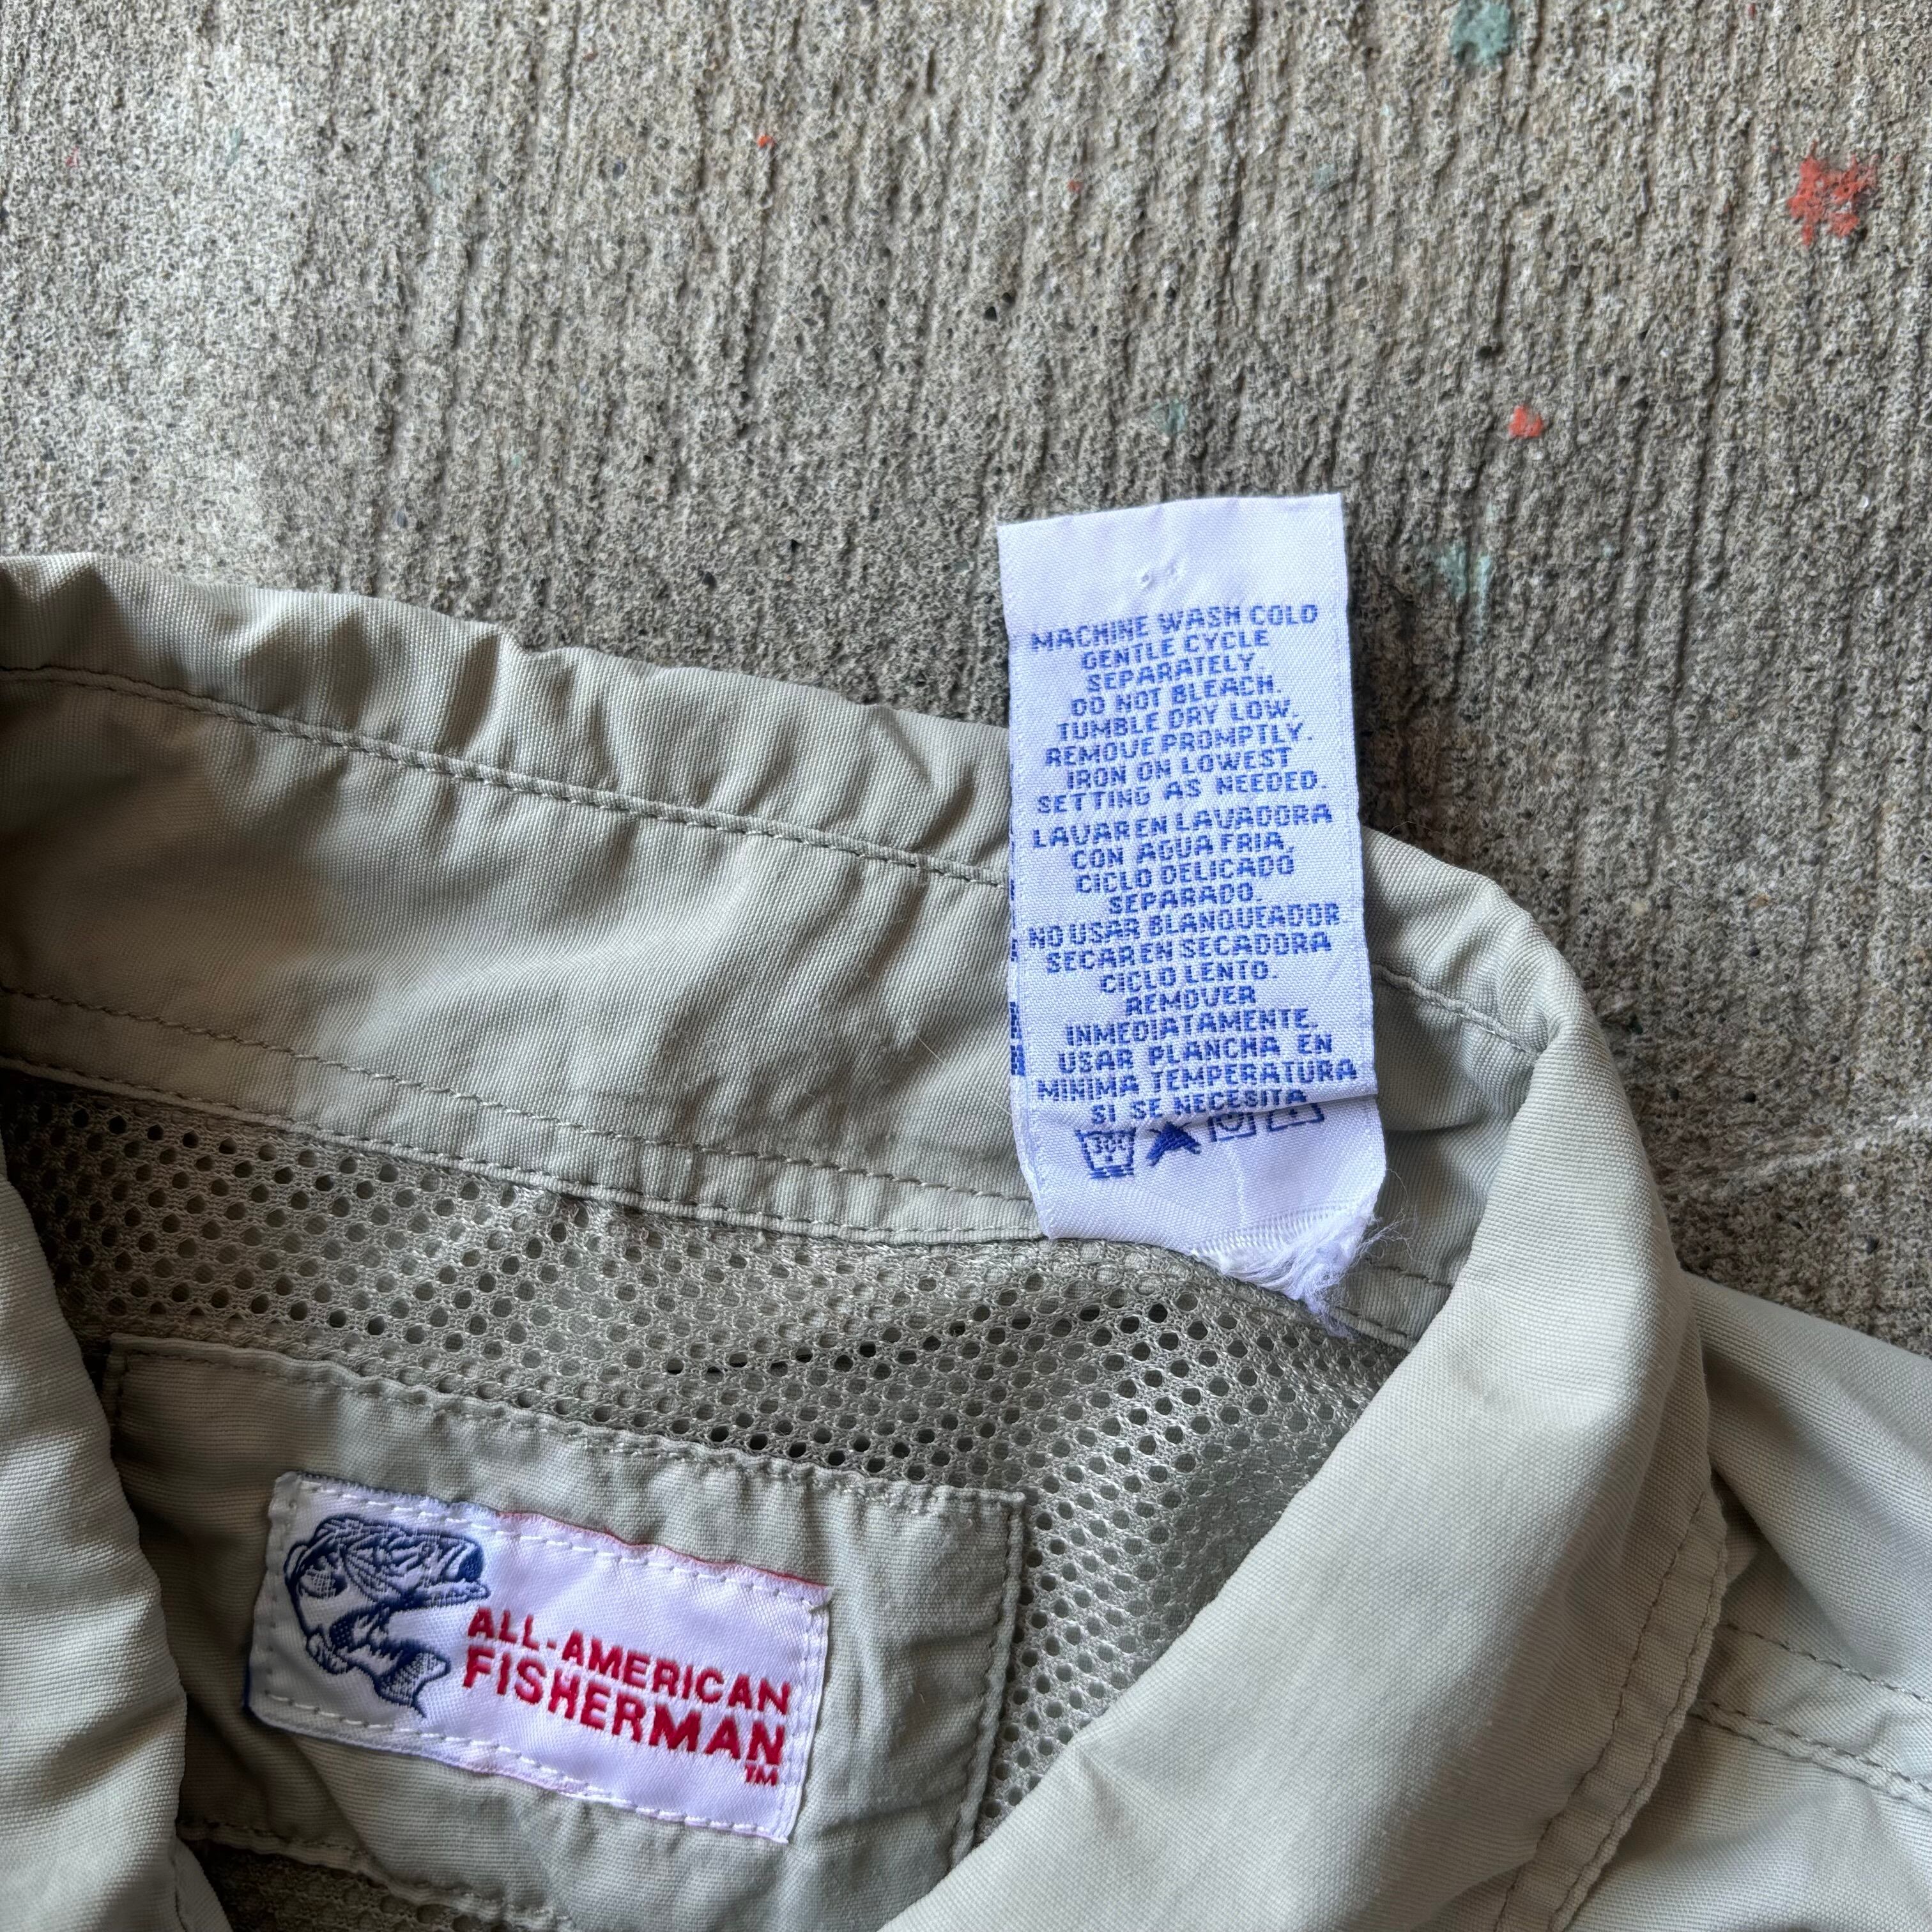 MACHINE WASH COLD
GENTLE CYCLE
SEPARATELY.
DO NOT BLEACH.
TUMBLE DRY LOW,
REMOVE PROMPTLY.
IRON ON LOWEST
SETTING AS NEEDED.
LAVAR EN LAVADORA
CON AGUA FRIA,
CICLO DELICADO
SEPARADO.
NO USAR BLANQUEADOR
SECAR EN SECADORA
CICLO LENTO.
REMOVER
INMEDIATAMENTE.
USAR PLANCHA EN
MINIMA TEMPERATURA
SI SE NECESITA
30
ALL-AMERICAN
FISHERMAN
TM